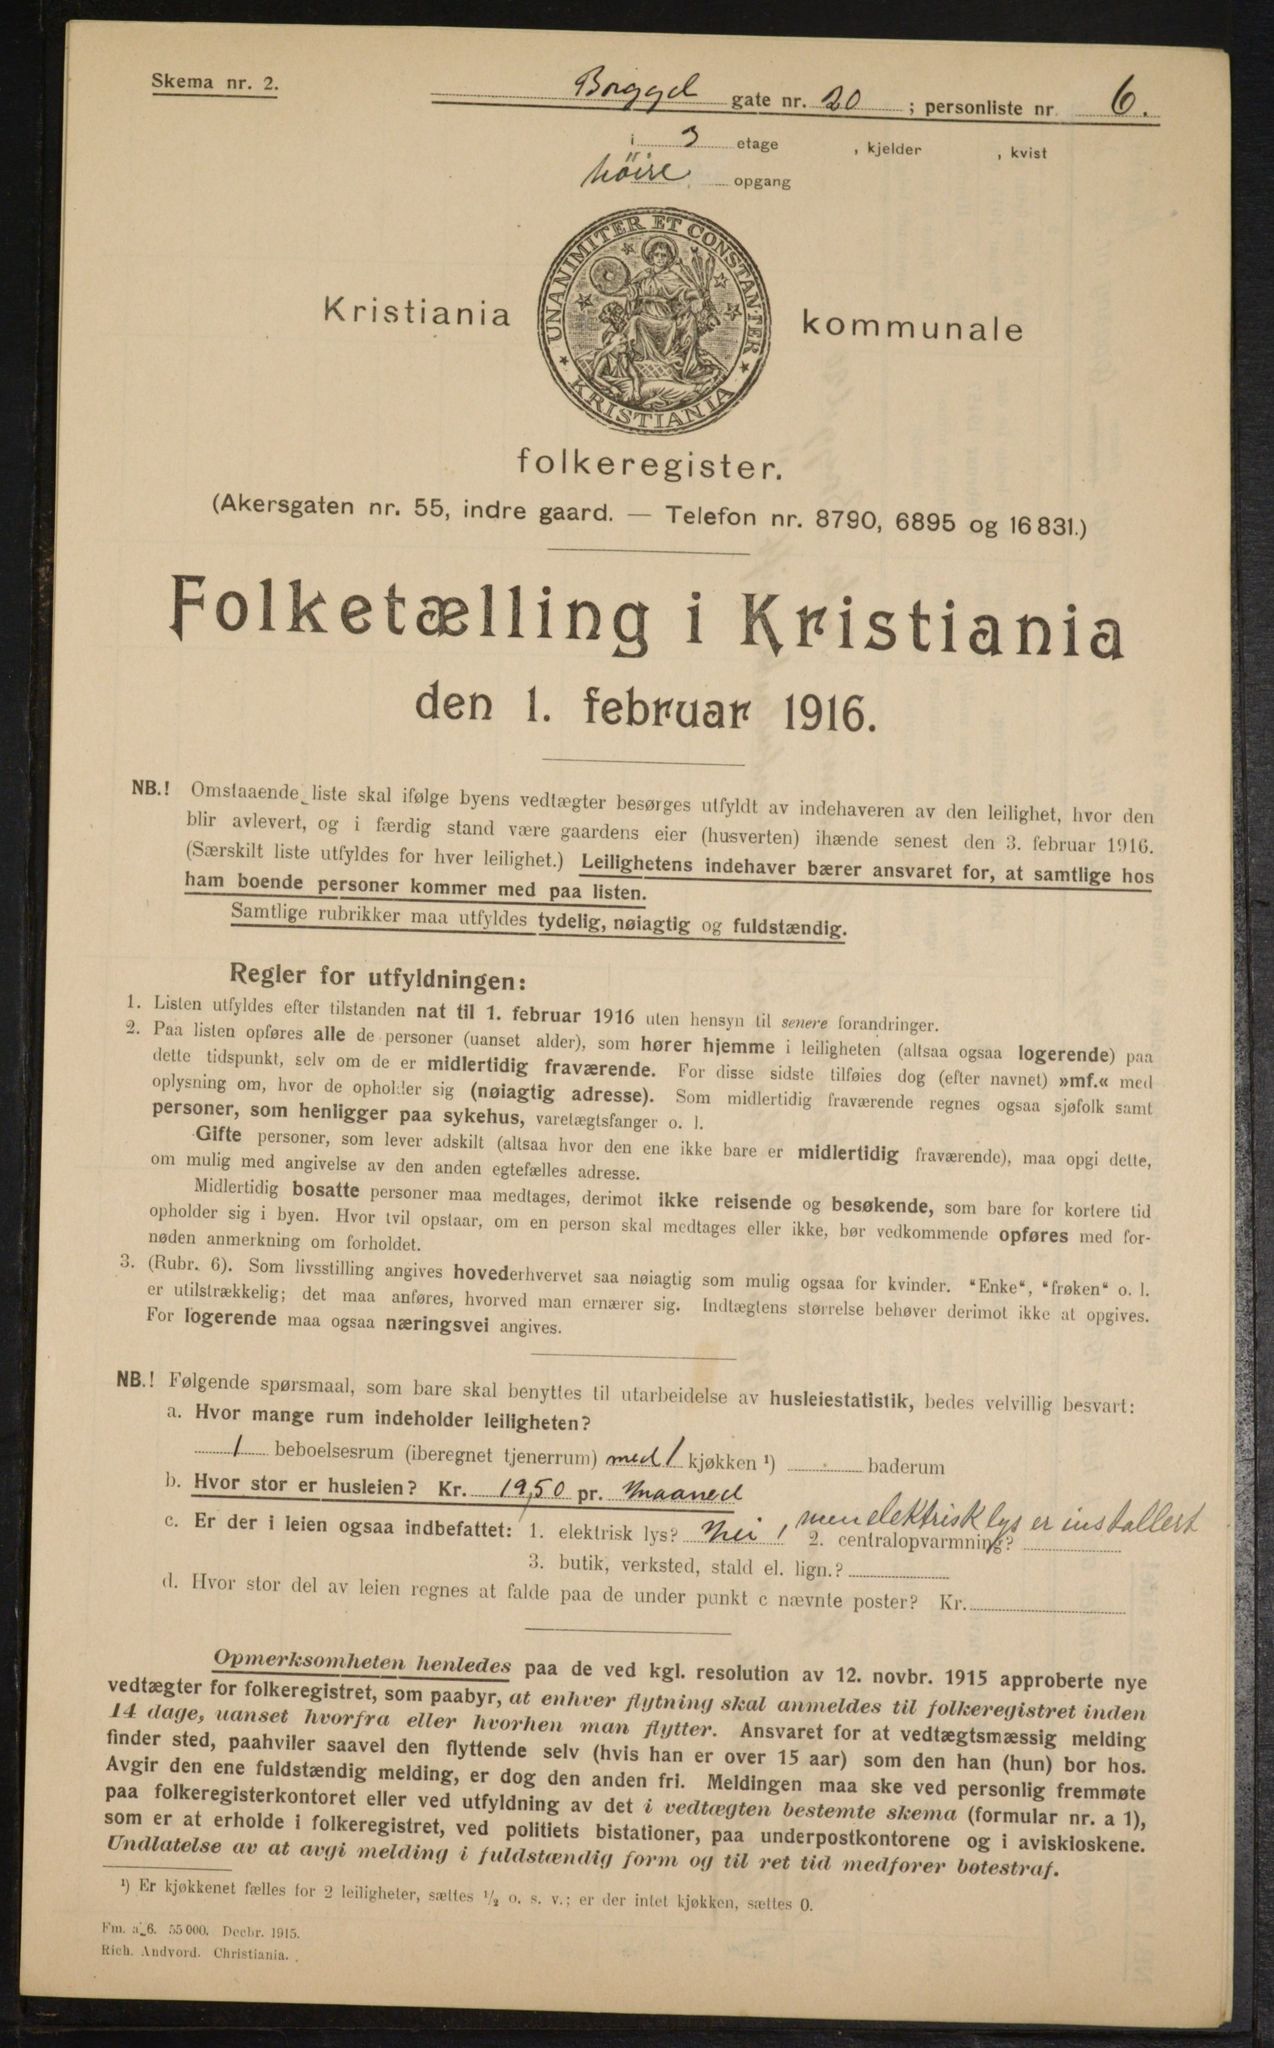 Skema nr. 2.
Borggd gate nr. 20 ; personliste nr. 6.
i 3 etage , kjelder , kvist
höire opgang
UNANIMITER ET CONSTANTER
KRISTIANIA
Kristiania kommunale
folkeregister.
(Akersgaten nr. 55, indre gaard. — Telefon nr. 8790, 6895 og 16 831.)
Folketælling i Kristiania
den 1. februar 1916.
NB.! Omstaaende liste skal ifølge byens vedtægter besørges utfyldt av indehaveren av den leilighet, hvor den
blir avlevert, og i færdig stand være gaardens eier (husverten) ihænde senest den 3. februar 1916.
(Særskilt liste utfyldes for hver leilighet.) Leilighetens indehaver bærer ansvaret for, at samtlige hos
ham boende personer kommer med paa listen.
Samtlige rubrikker maa utfyldes tydelig, nøiagtig og fuldstændig.
Regler for utfyldningen:
1. Listen utfyldes efter tilstanden nat til 1. februar 1916 uten hensyn til senere forandringer.
2. Paa listen opføres alle de personer (uanset alder), som hører hjemme i leiligheten (altsaa ogsaa logerende) paa
dette tidspunkt, selv om de er midlertidig fraværende. For disse sidste tilføies dog (efter navnet) »mf.« med
oplysning om, hvor de opholder sig (nøiagtig adresse). Som midlertidig fraværende regnes ogsaa sjøfolk samt
personer, som henligger paa sykehus, varetægtsfanger o. l.
Gifte personer, som lever adskilt (altsaa hvor den ene ikke bare er midlertidig fraværende), maa opgi dette,
om mulig med angivelse av den anden egtefælles adresse.
Midlertidig bosatte personer maa medtages, derimot ikke reisende og besøkende, som bare for kortere tid
opholder sig i byen. Hvor tvil opstaar, om en person skal medtages eller ikke, bør vedkommende opføres med for-
nøden anmerkning om forholdet.
3. (Rubr. 6). Som livsstilling angives hovederhvervet saa nøiagtig som mulig ogsaa for kvinder. "Enke", "frøken" o. l.
er utilstrækkelig; det maa anføres, hvorved man ernærer sig. Indtægtens størrelse behøver derimot ikke at opgives.
For logerende maa ogsaa næringsvei angives.
NB.! Følgende spørsmaal, som bare skal benyttes til utarbeidelse av husleiestatistik, bedes velvillig besvart:
a. Hvor mange rum indeholder leiligheten?
1 beboelsesrum (iberegnet tjenerrum) med 1 kjøkken ¹) baderum
b. Hvor stor er husleien? Kr. 19,50 pr. Maaned
c. Er der i leien ogsaa indbefattet: 1. elektrisk lys? Nei, men elektrisk lys er installert 2. centralopvarmning?
3. butik, verksted, stald el. lign.?
d. Hvor stor del av leien regnes at falde paa de under punkt c nævnte poster? Kr.
Opmerksomheten henledes paa de ved kgl. resolution av 12. novbr. 1915 approberte nye
vedtægter for folkeregistret, som paabyr, at enhver flytning skal anmeldes til folkeregistret inden
14 dage, uanset hvorfra eller hvorhen man flytter. Ansvaret for at vedtægtsmæssig melding
finder sted, paahviler saavel den flyttende selv (hvis han er over 15 aar) som den han (hun) bor hos.
Avgir den ene fuldstændig melding, er dog den anden fri. Meldingen maa ske ved personlig fremmøte
paa folkeregisterkontoret eller ved utfyldning av det i vedtægten bestemte skema (formular nr. a 1),
som er at erholde i folkeregistret, ved politiets bistationer, paa underpostkontorene og i aviskioskene.
Undlatelse av at avgi melding i fuldstændig form og til ret tid medfører bøtestraf.
¹) Er kjøkkenet fælles for 2 leiligheter, sættes ½ o. s. v.; er der intet kjøkken, sættes 0.
Fm. a 6. 55 000. Decbr. 1915.
Rich. Andvord. Christiania.